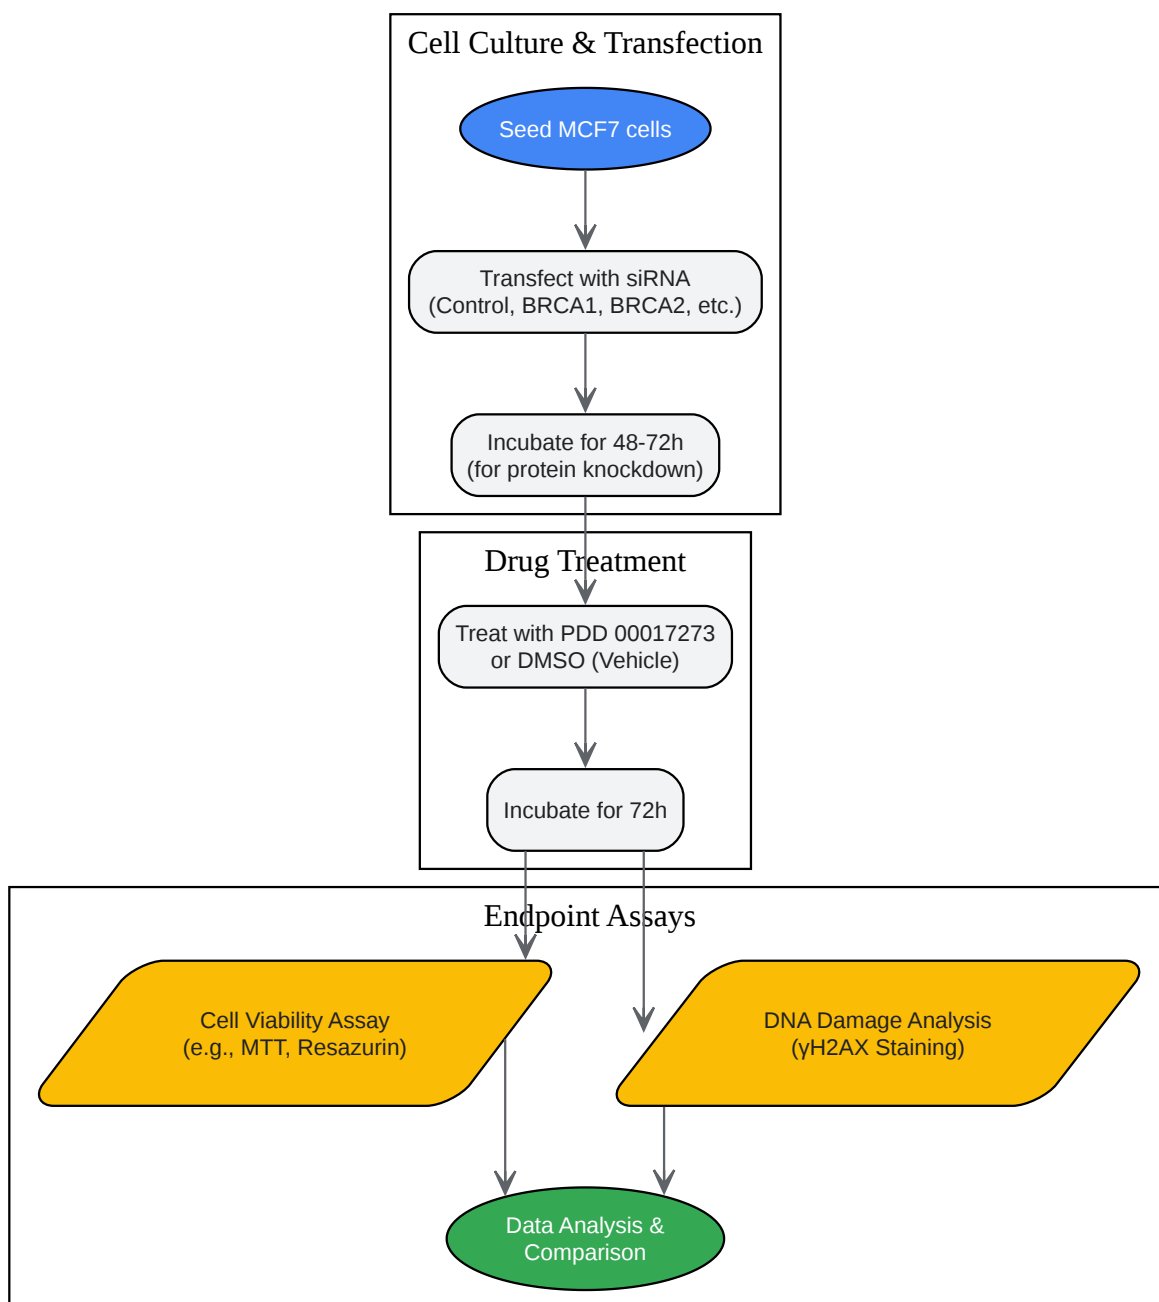 Cell Culture & Transfection
Seed MCF7 cells
Transfect with siRNA
(Control, BRCA1, BRCA2, etc.)
Incubate for 48-72h
(for protein knockdown)
Drug Treatment
Treat with PDD 00017273
or DMSO (Vehicle)
Incubate for 72h
Endpoint Assays
Cell Viability Assay
(e.g., MTT, Resazurin)
DNA Damage Analysis
(γH2AX Staining)
Data Analysis &
Comparison